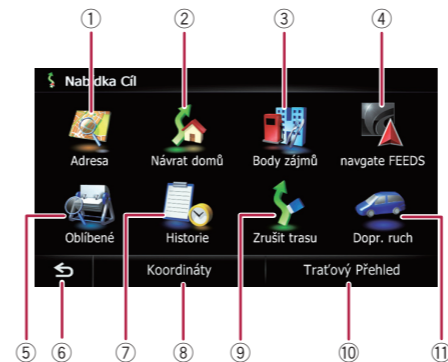 ① ② ③ ④
Nabídka Cíl
Adresa Návrat domů Body zájmů navgate FEEDS
Oblíbené Historie Zrušit trasu Dopr. ruch
Koordináty Traťový Přehled
⑤ ⑥ ⑦ ⑧ ⑨ ⑩ ⑪